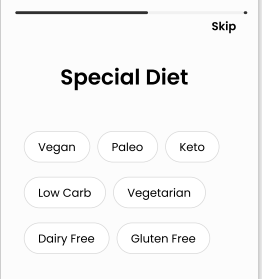 Skip
Special Diet
Vegan Paleo Keto
Low Carb Vegetarian
Dairy Free Gluten Free